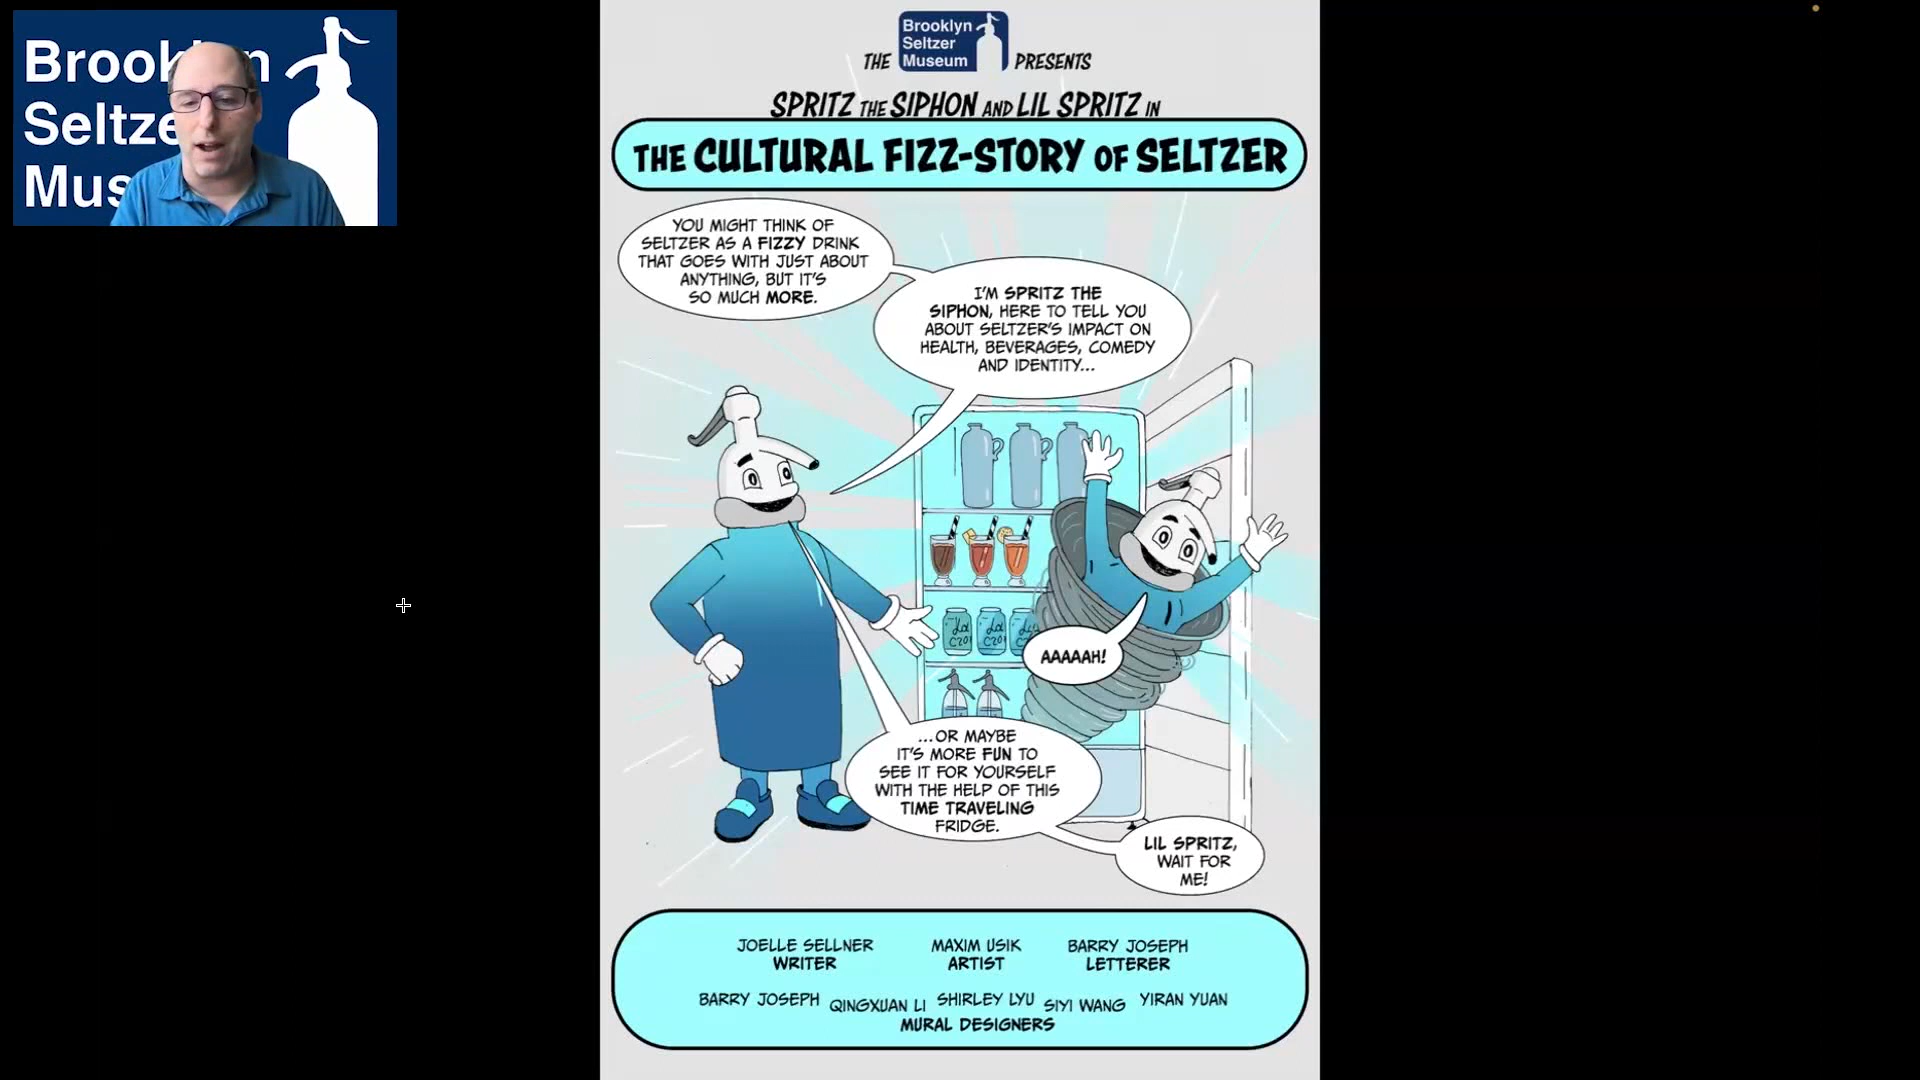 Brooklyn
Seltze
Mus
Brooklyn
Seltzer
Museum
THE PRESENTS
SPRITZ THE SIPHON AND LIL SPRITZ IN
THE CULTURAL FIZZ-STORY OF SELTZER
YOU MIGHT THINK OF
SELTZER AS A FIZZY DRINK
THAT GOES WITH JUST ABOUT
ANYTHING, BUT IT'S
SO MUCH MORE.
I'M SPRITZ THE
SIPHON, HERE TO TELL YOU
ABOUT SELTZER'S IMPACT ON
HEALTH, BEVERAGES, COMEDY
AND IDENTITY...
AAAAAH!
...OR MAYBE
IT'S MORE FUN TO
SEE IT FOR YOURSELF
WITH THE HELP OF THIS
TIME TRAVELING
FRIDGE.
LIL SPRITZ,
WAIT FOR
ME!
JOELLE SELLNER
WRITER
MAXIM USIK
ARTIST
BARRY JOSEPH
LETTERER
BARRY JOSEPH QINGXUAN LI SHIRLEY LYU SIYI WANG YIRAN YUAN
MURAL DESIGNERS